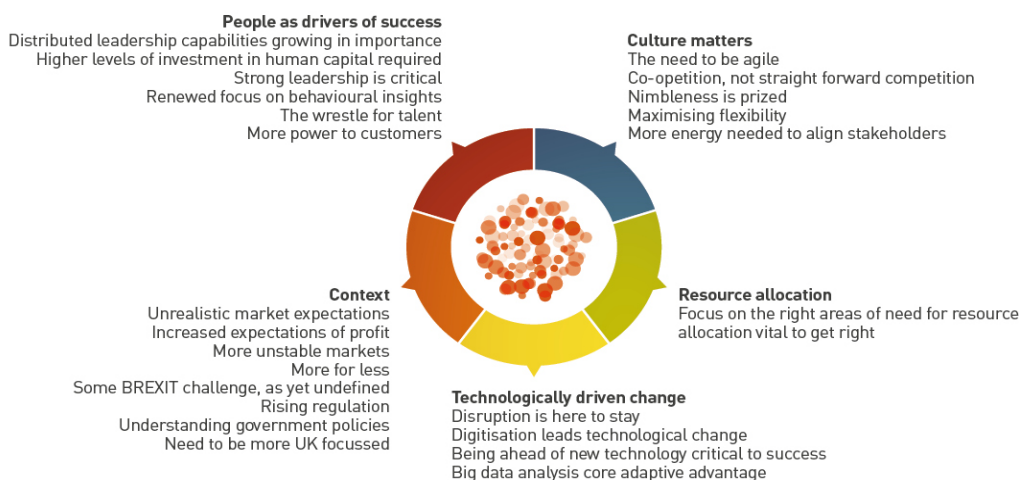 People as drivers of success
Distributed leadership capabilities growing in importance
Higher levels of investment in human capital required
Strong leadership is critical
Renewed focus on behavioural insights
The wrestle for talent
More power to customers
Culture matters
The need to be agile
Co-opetition, not straight forward competition
Nimbleness is prized
Maximising flexibility
More energy needed to align stakeholders
Context
Unrealistic market expectations
Increased expectations of profit
More unstable markets
More for less
Some BREXIT challenge, as yet undefined
Rising regulation
Understanding government policies
Need to be more UK focussed
Resource allocation
Focus on the right areas of need for resource
allocation vital to get right
Technologically driven change
Disruption is here to stay
Digitisation leads technological change
Being ahead of new technology critical to success
Big data analysis core adaptive advantage